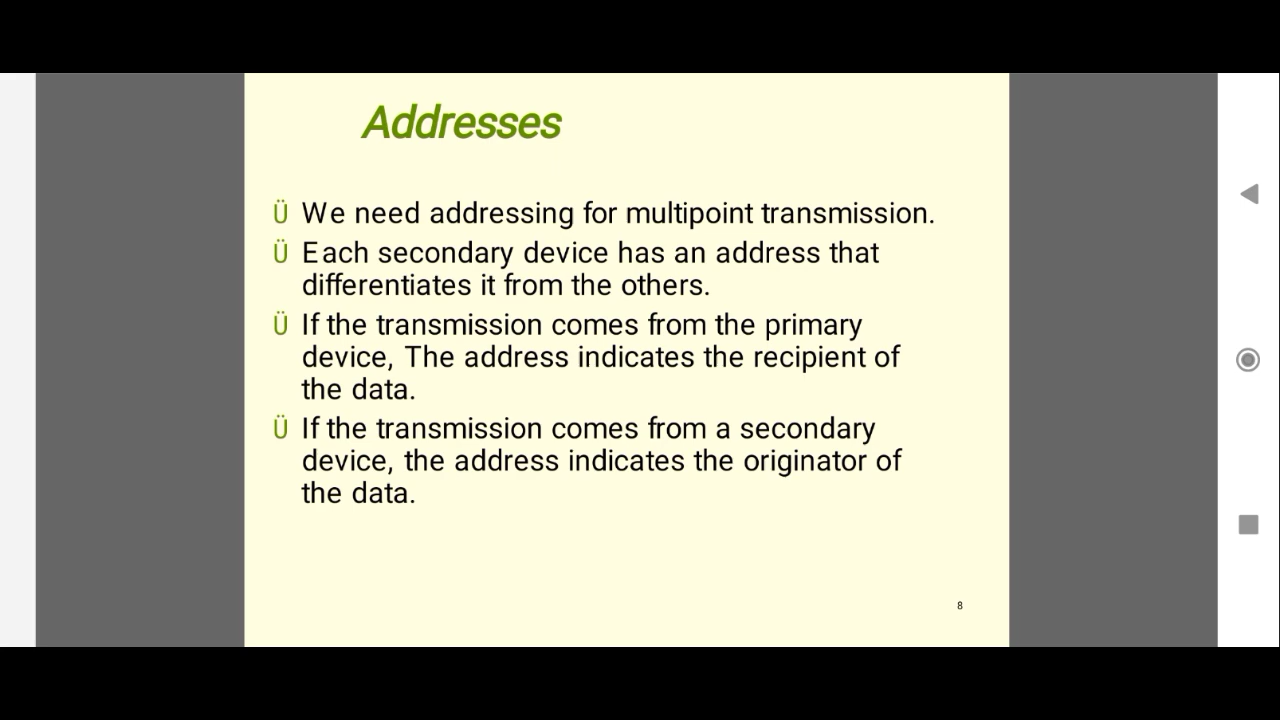 Addresses
Ü We need addressing for multipoint transmission.
Ü Each secondary device has an address that
differentiates it from the others.
Ü If the transmission comes from the primary
device, The address indicates the recipient of
the data.
Ü If the transmission comes from a secondary
device, the address indicates the originator of
the data.
8